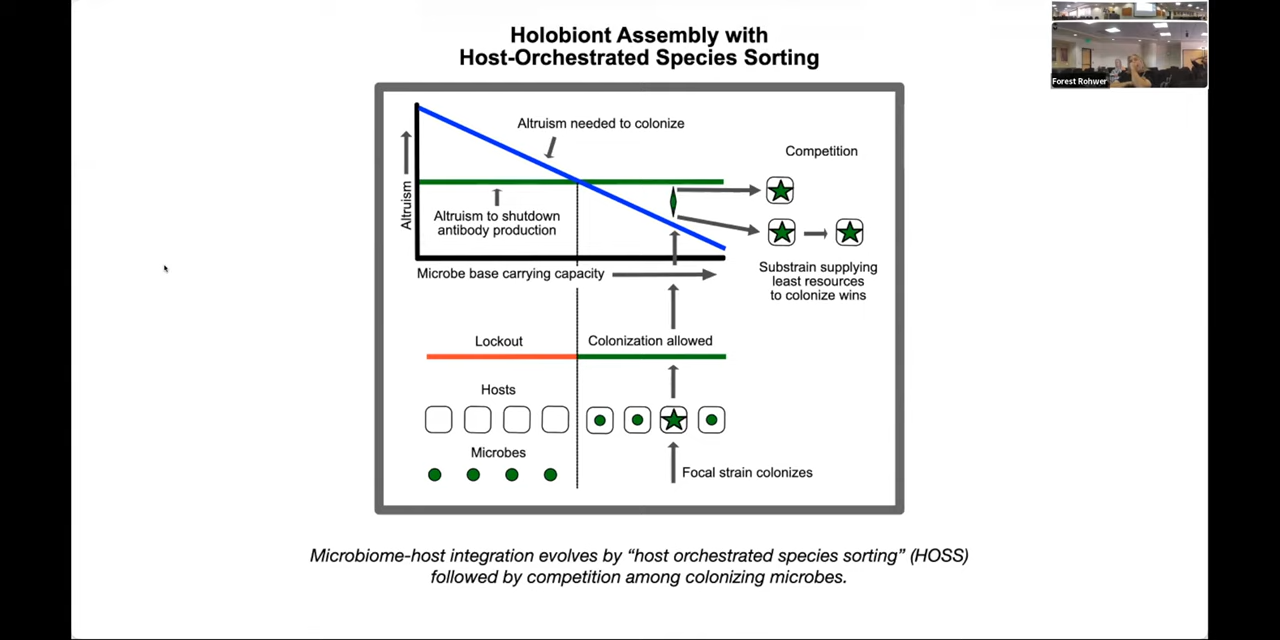 Holobiont Assembly with
Host-Orchestrated Species Sorting
Forest Rohwer
Altruism needed to colonize
Competition
Altruism
Altruism to shutdown
antibody production
Substrain supplying
least resources
to colonize wins
Microbe base carrying capacity
Lockout
Colonization allowed
Hosts
Microbes
Focal strain colonizes
Microbiome-host integration evolves by “host orchestrated species sorting” (HOSS)
followed by competition among colonizing microbes.